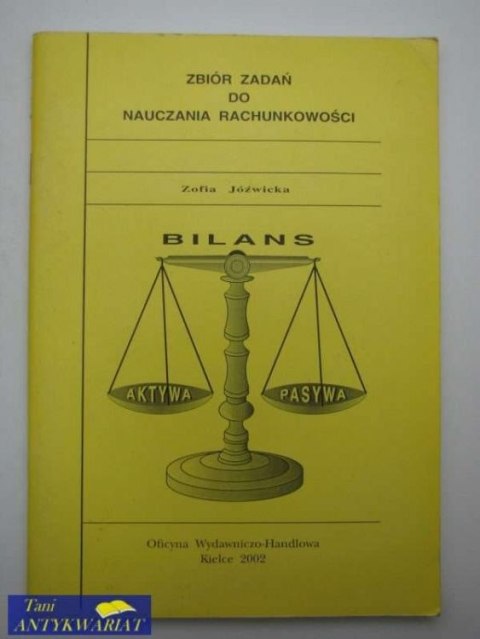 ZBIÓR ZADAŃ
DO
NAUCZANIA RACHUNKOWOŚCI
Zofia Jóźwicka
BILANS
AKTYWA PASYWA
Oficyna Wydawniczo-Handlowa
Kielce 2002
Tani
ANTYKWARIAT